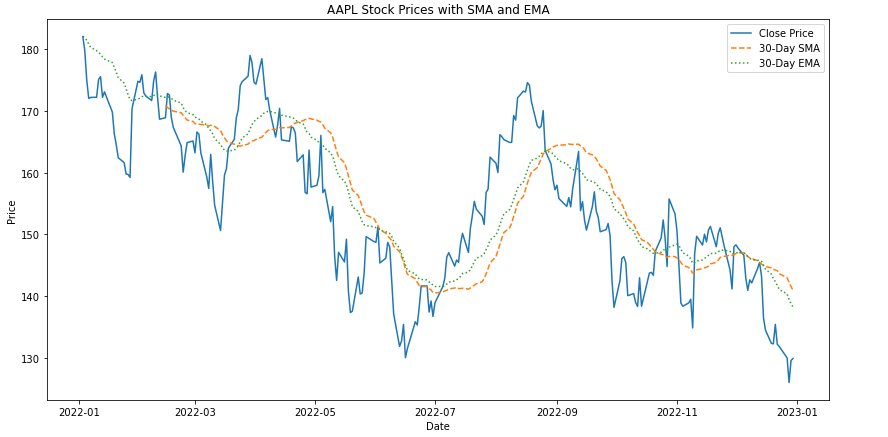 AAPL Stock Prices with SMA and EMA
Close Price
30-Day SMA
30-Day EMA
Price
180
170
160
150
140
130
2022-01
2022-03
2022-05
2022-07
2022-09
2022-11
2023-01
Date